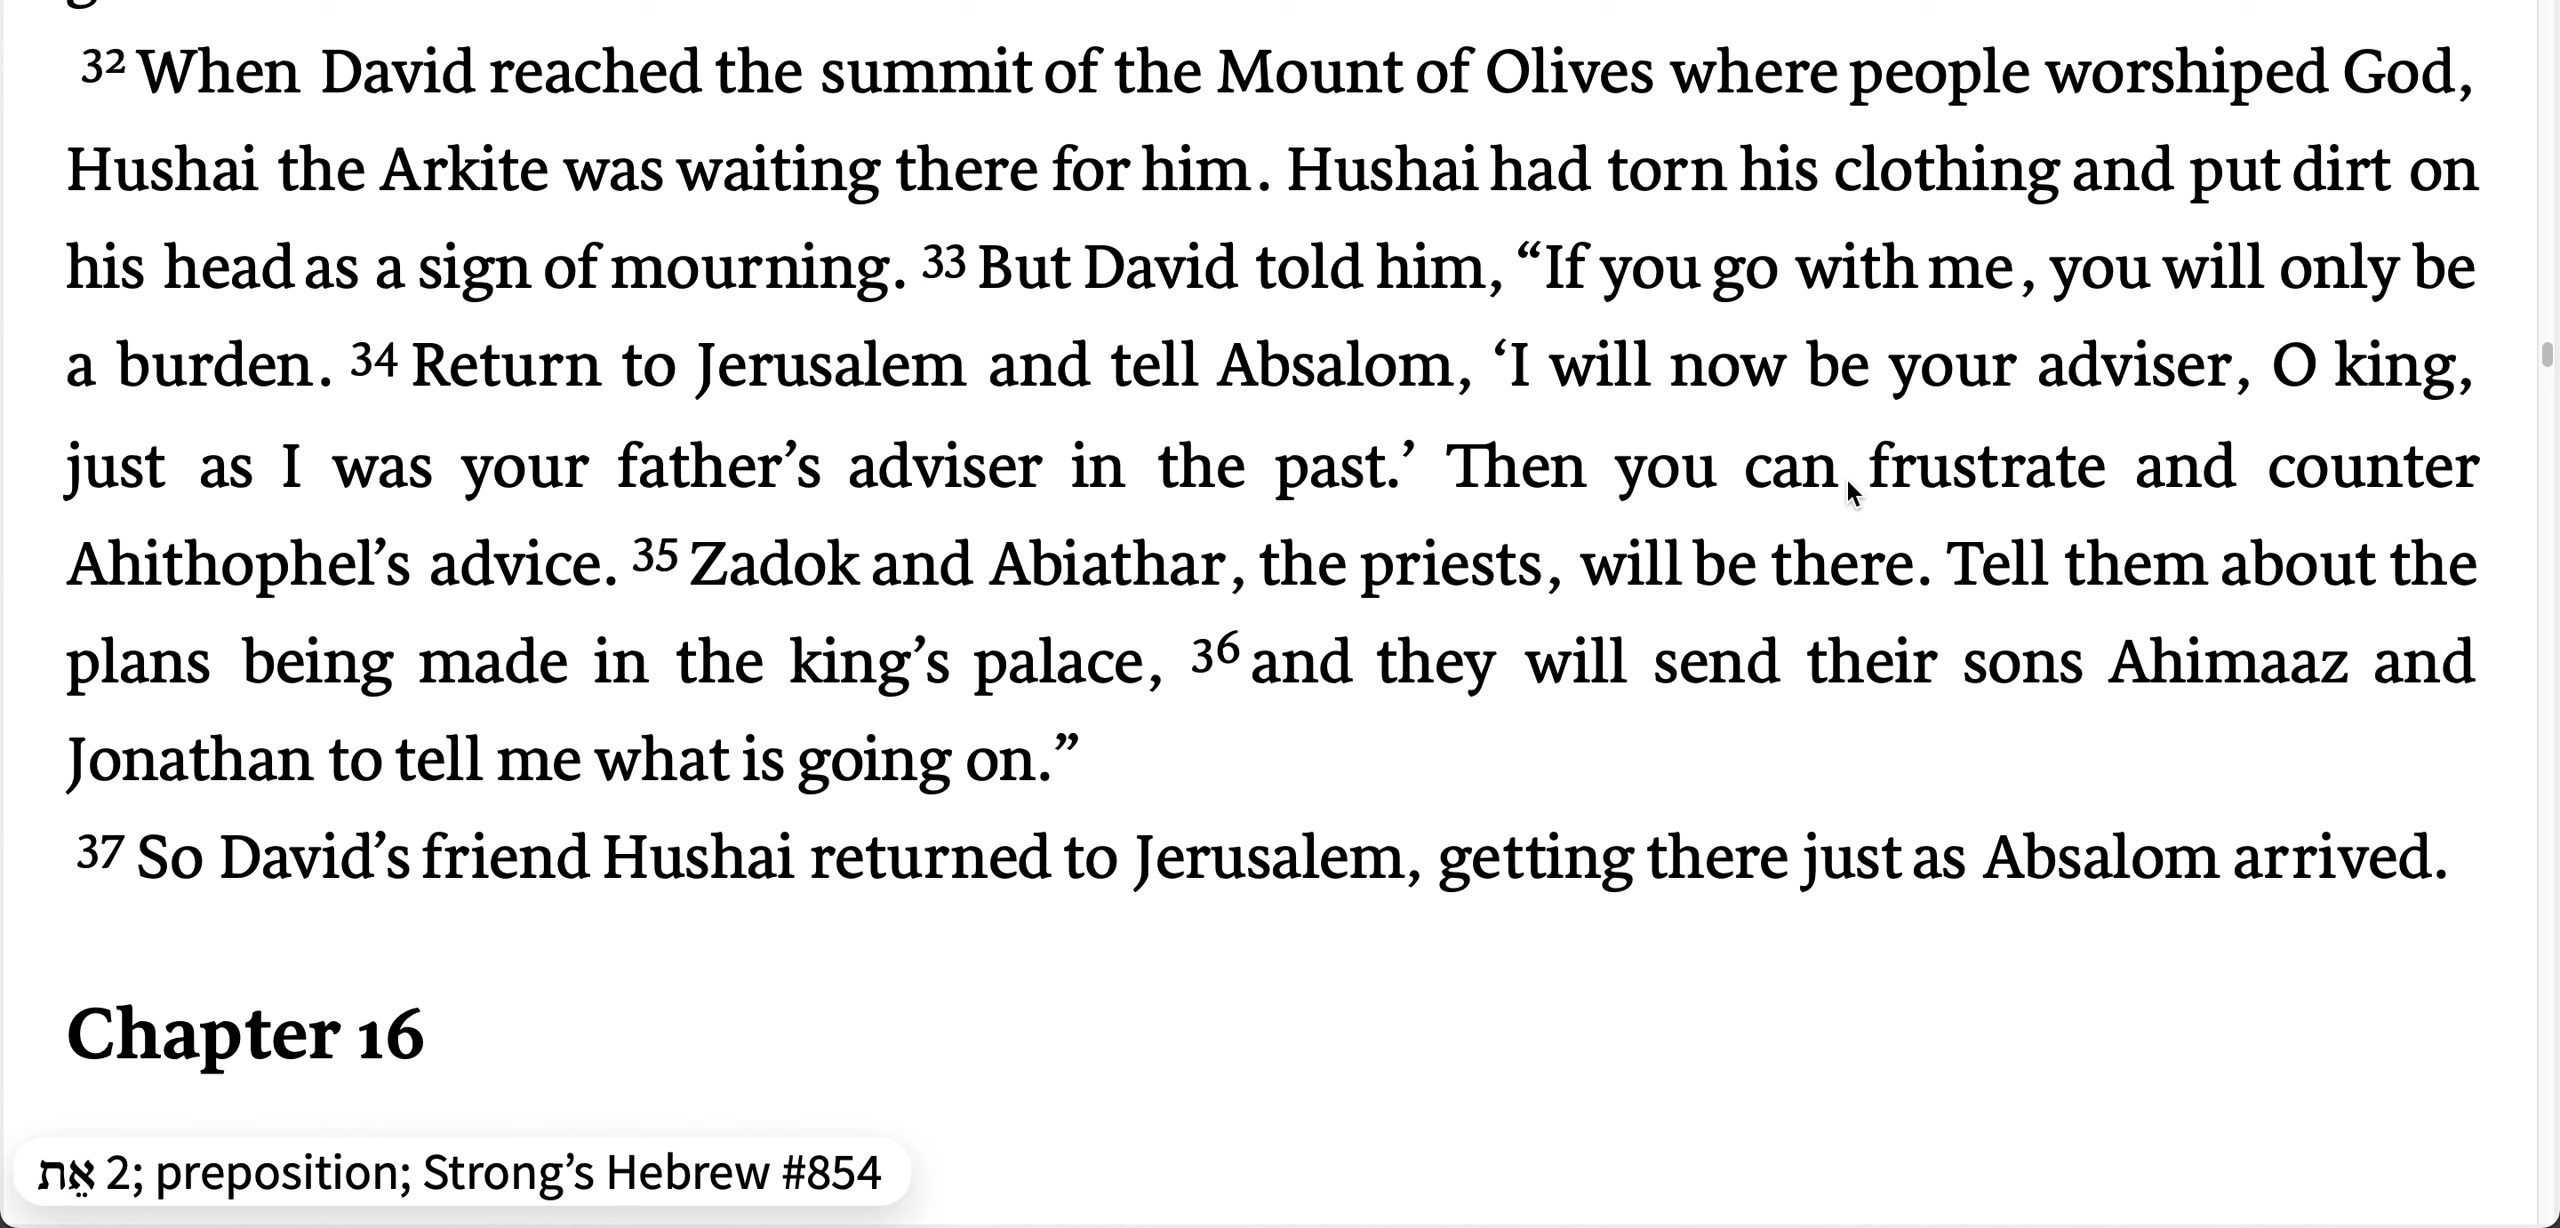 32 When David reached the summit of the Mount of Olives where people worshiped God,
Hushai the Arkite was waiting there for him. Hushai had torn his clothing and put dirt on
his head as a sign of mourning. 33 But David told him, “If you go with me, you will only be
a burden. 34 Return to Jerusalem and tell Absalom, ‘I will now be your adviser, O king,
just as I was your father’s adviser in the past.’ Then you can frustrate and counter
Ahithophel’s advice. 35 Zadok and Abiathar, the priests, will be there. Tell them about the
plans being made in the king’s palace, 36 and they will send their sons Ahimaaz and
Jonathan to tell me what is going on.”
37 So David’s friend Hushai returned to Jerusalem, getting there just as Absalom arrived.
Chapter 16
אֵת 2; preposition; Strong’s Hebrew #854